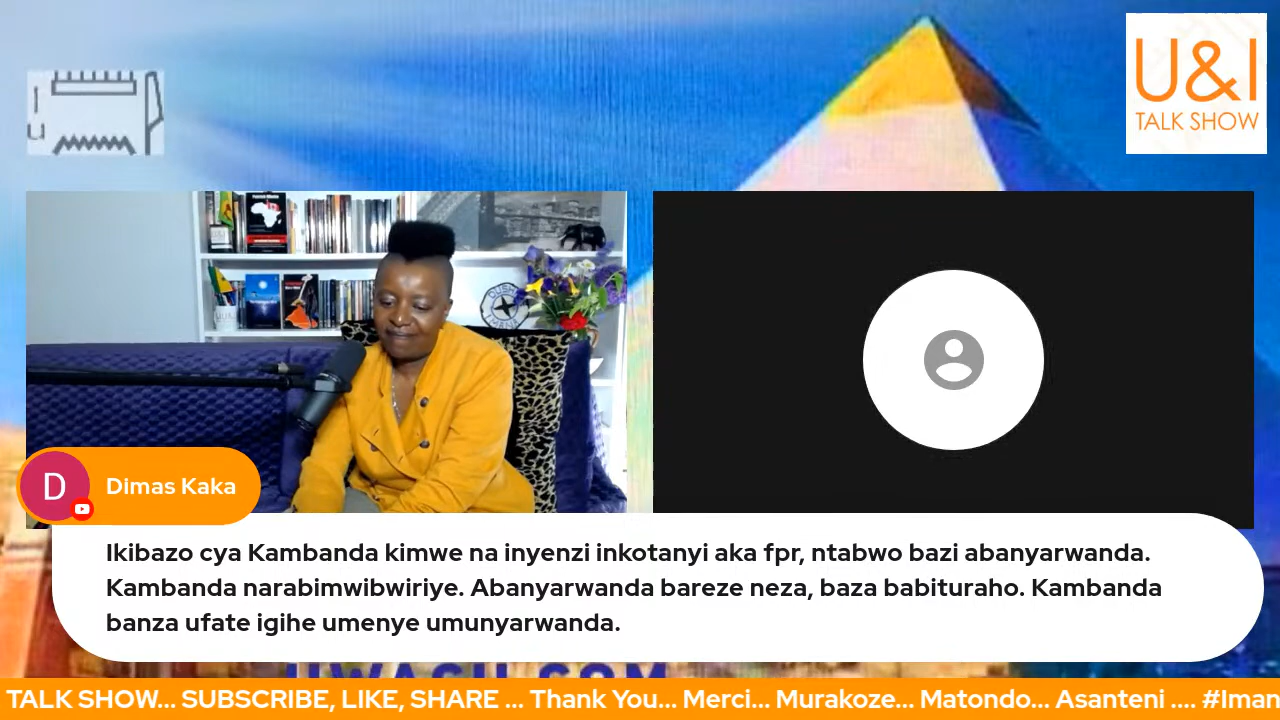 U&I
TALK SHOW
Dimas Kaka
Ikibazo cya Kambanda kimwe na inyenzi inkotanyi aka fpr, ntabwo bazi abanyarwanda.
Kambanda narabimwibwiriye. Abanyarwanda bareze neza, baza babituraho. Kambanda
banza ufate igihe umenye umunyarwanda.
TALK SHOW... SUBSCRIBE, LIKE, SHARE ... Thank You... Merci... Murakoze... Matondo... Asanteni .... #Iman